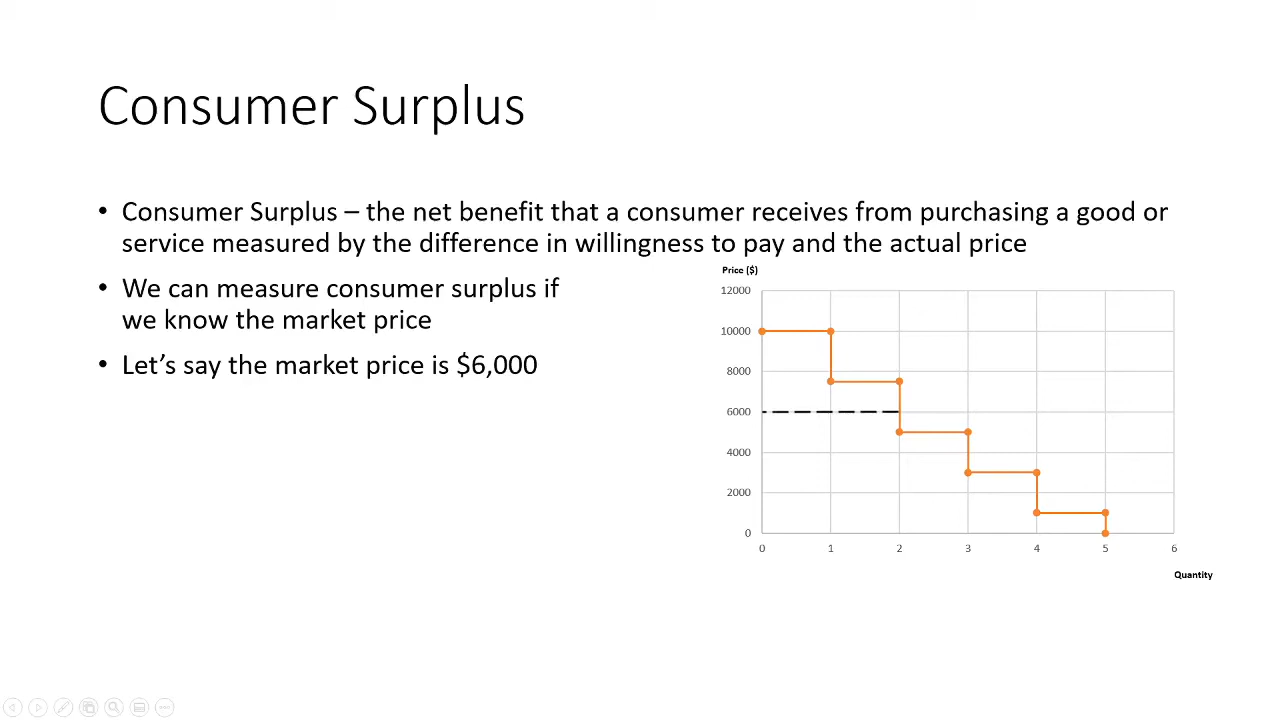 Consumer Surplus
• Consumer Surplus – the net benefit that a consumer receives from purchasing a good or
service measured by the difference in willingness to pay and the actual price
• We can measure consumer surplus if
we know the market price
• Let’s say the market price is $6,000
Price ($)
12000
10000
8000
6000
4000
2000
0
0 1 2 3 4 5 6
Quantity